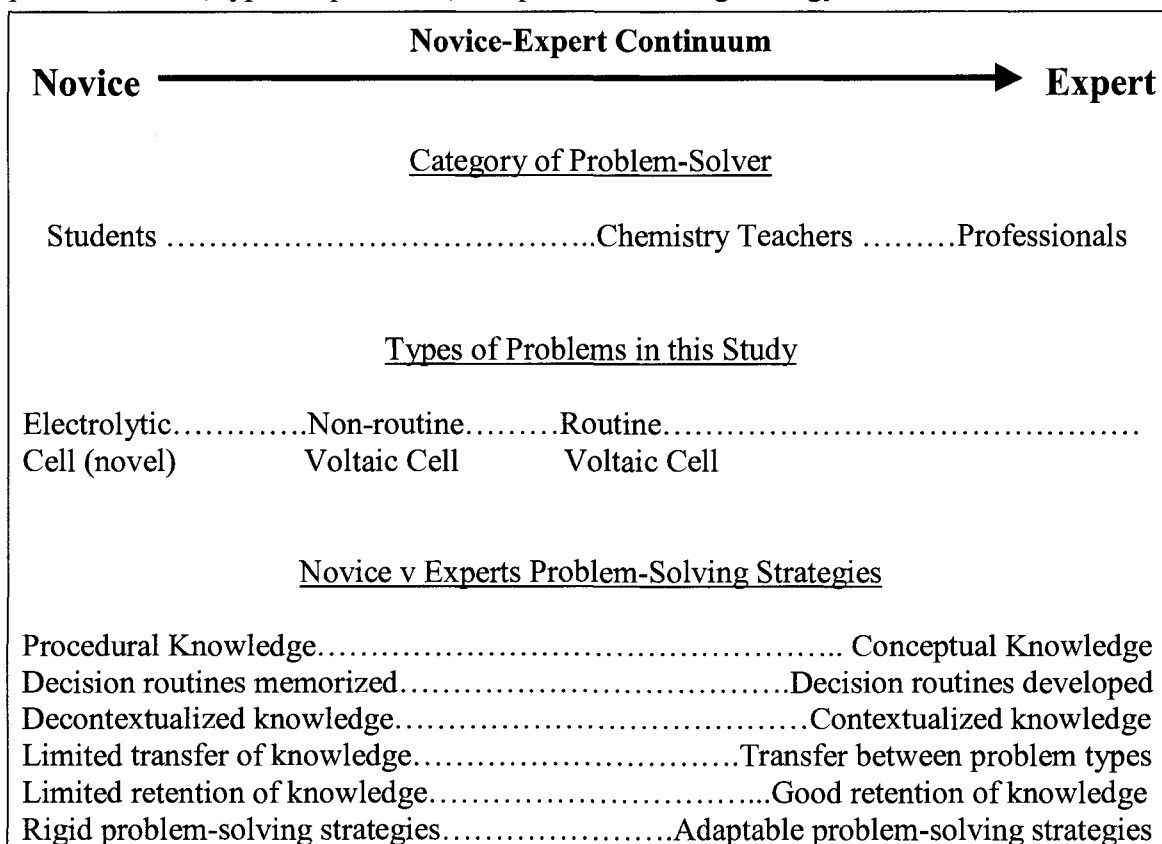 Novice-Expert Continuum
Novice Expert
Category of Problem-Solver
Students ………………………………………..Chemistry Teachers ………Professionals
Types of Problems in this Study
Electrolytic………….Non-routine………Routine…………………………………………
Cell (novel) Voltaic Cell Voltaic Cell
Novice v Experts Problem-Solving Strategies
Procedural Knowledge……………………………………………….. Conceptual Knowledge
Decision routines memorized…………………………………Decision routines developed
Decontextualized knowledge……………………………………Contextualized knowledge
Limited transfer of knowledge……………………………Transfer between problem types
Limited retention of knowledge………………………...Good retention of knowledge
Rigid problem-solving strategies………………….Adaptable problem-solving strategies